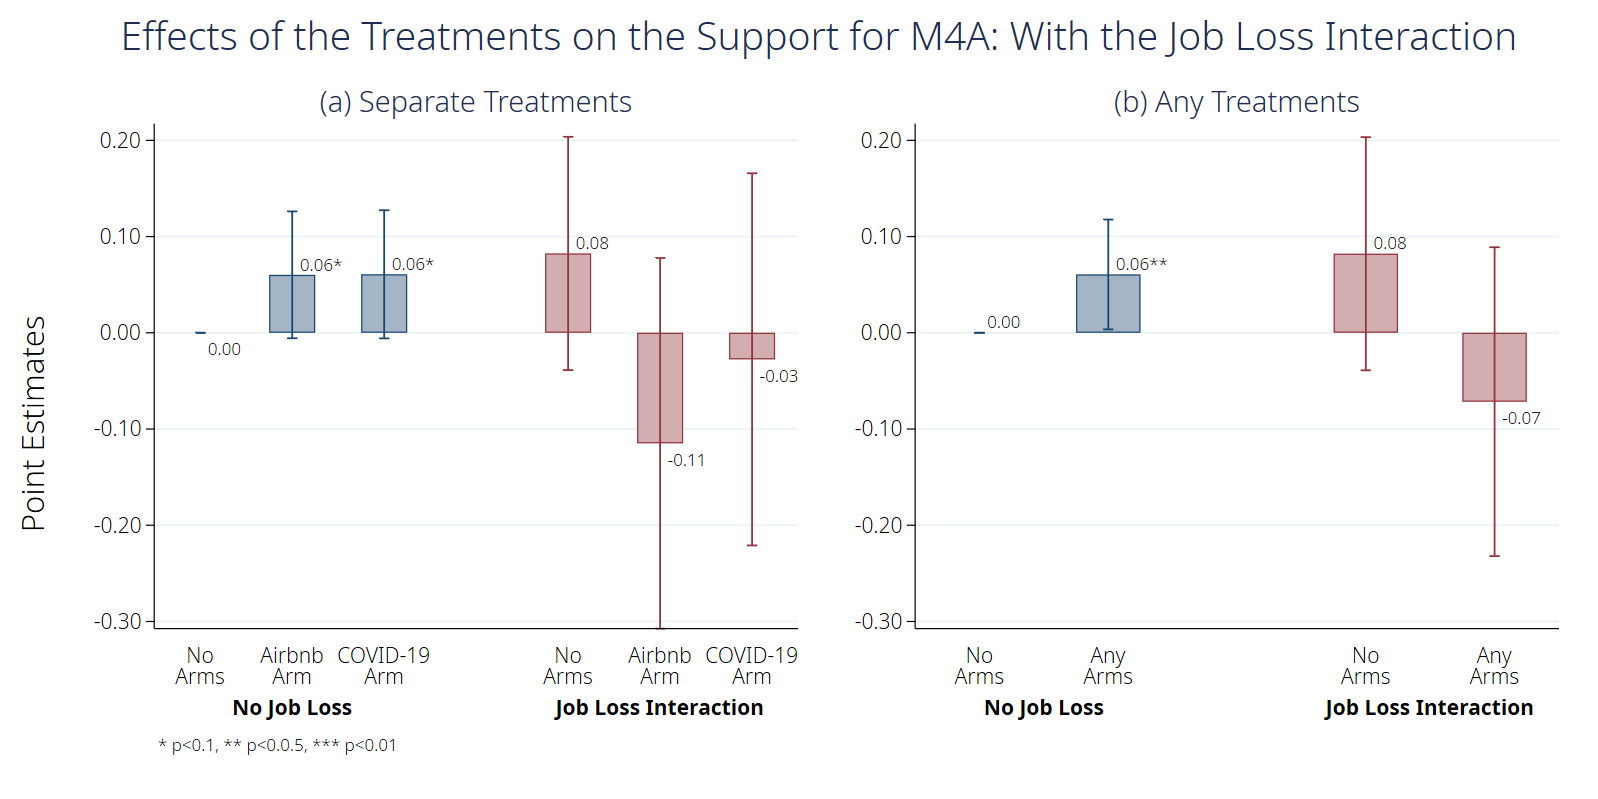 Effects of the Treatments on the Support for M4A: With the Job Loss Interaction
(a) Separate Treatments
Point Estimates
0.20
0.10
0.00
-0.10
-0.20
-0.30
0.00
0.06*
0.06*
0.08
-0.11
-0.03
No Arms
Airbnb Arm
COVID-19 Arm
No Arms
Airbnb Arm
COVID-19 Arm
No Job Loss
Job Loss Interaction
(b) Any Treatments
0.20
0.10
0.00
-0.10
-0.20
-0.30
0.00
0.06**
0.08
-0.07
No Arms
Any Arms
No Arms
Any Arms
No Job Loss
Job Loss Interaction
* p<0.1, ** p<0.0.5, *** p<0.01